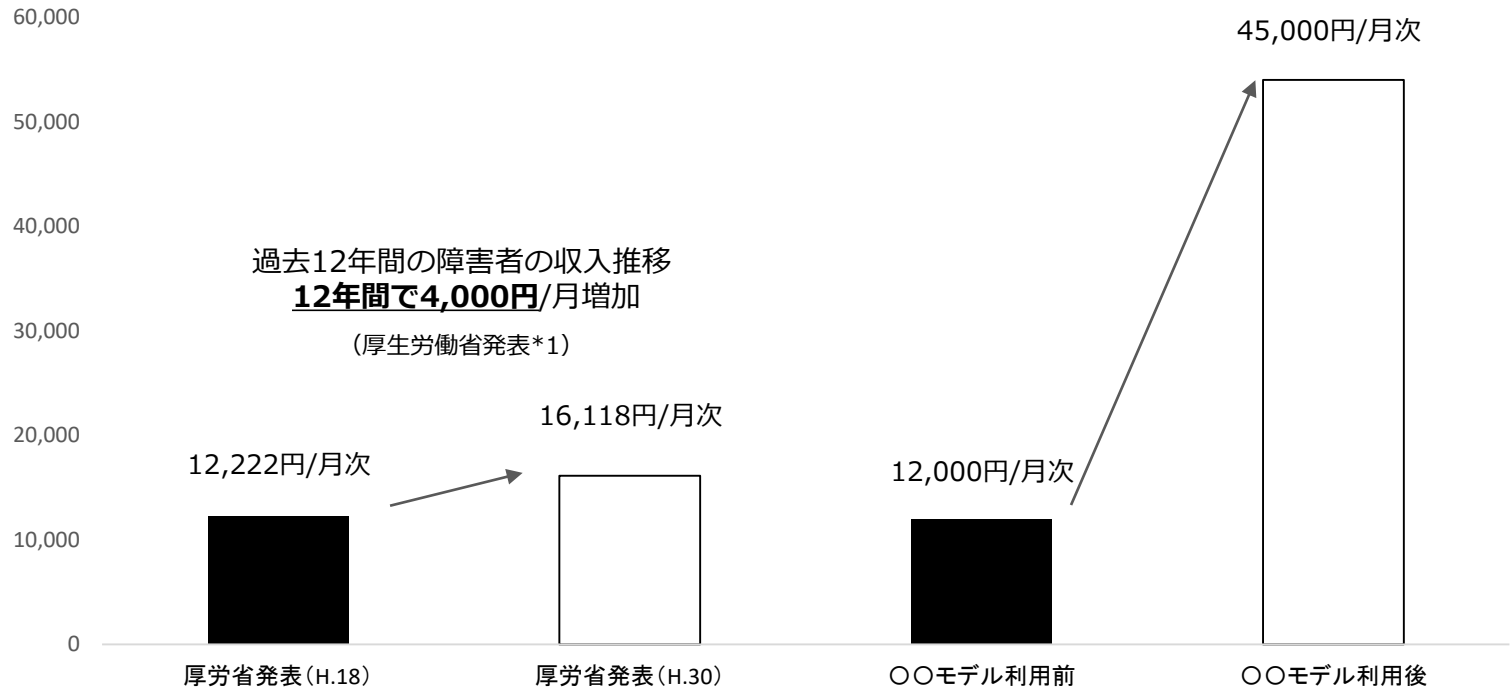 60,000
50,000
40,000
30,000
20,000
10,000
0
過去12年間の障害者の収入推移
12年間で4,000円/月増加
（厚生労働省発表*1）
12,222円/月次
16,118円/月次
12,000円/月次
45,000円/月次
厚労省発表（H.18）
厚労省発表（H.30）
〇〇モデル利用前
〇〇モデル利用後